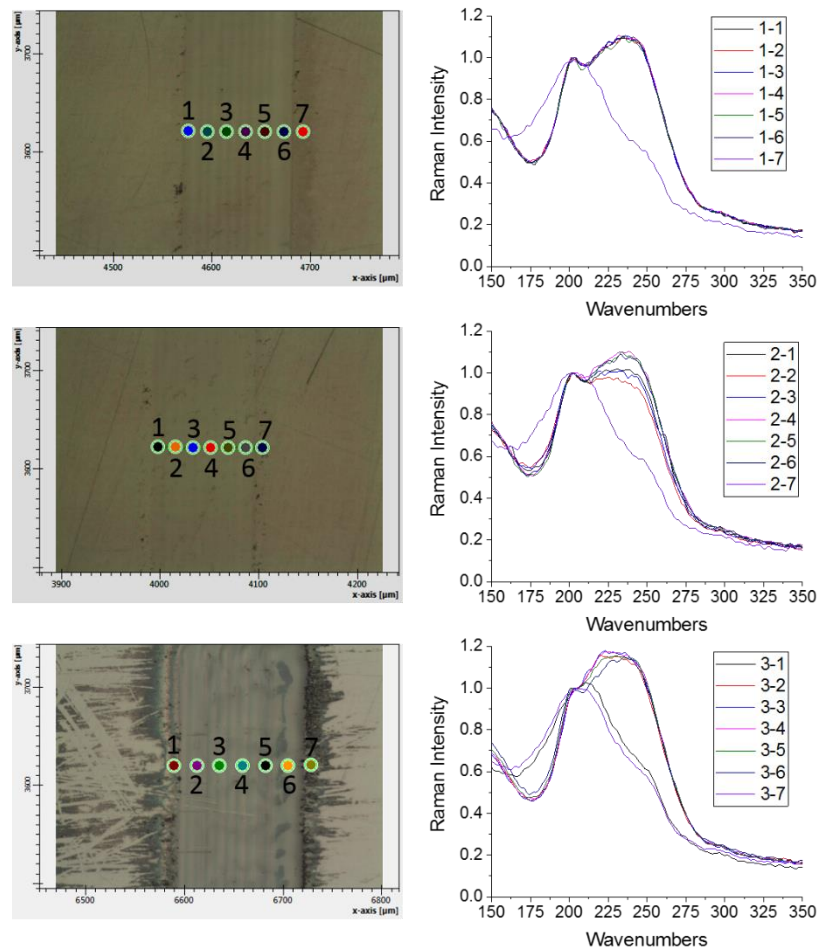 y-axis [µm]
3700
3600
1 3 5 7
2 4 6
4500 4600 4700
x-axis [µm]
Raman Intensity
1.2
1.0
0.8
0.6
0.4
0.2
0.0
150 175 200 225 250 275 300 325 350
Wavenumbers
1-1
1-2
1-3
1-4
1-5
1-6
1-7
y-axis [µm]
3700
3600
1 3 5 7
2 4 6
3900 4000 4100 4200
x-axis [µm]
Raman Intensity
1.2
1.0
0.8
0.6
0.4
0.2
0.0
150 175 200 225 250 275 300 325 350
Wavenumbers
2-1
2-2
2-3
2-4
2-5
2-6
2-7
y-axis [µm]
3700
3600
1 3 5 7
2 4 6
6500 6600 6700 6800
x-axis [µm]
Raman Intensity
1.2
1.0
0.8
0.6
0.4
0.2
0.0
150 175 200 225 250 275 300 325 350
Wavenumbers
3-1
3-2
3-3
3-4
3-5
3-6
3-7